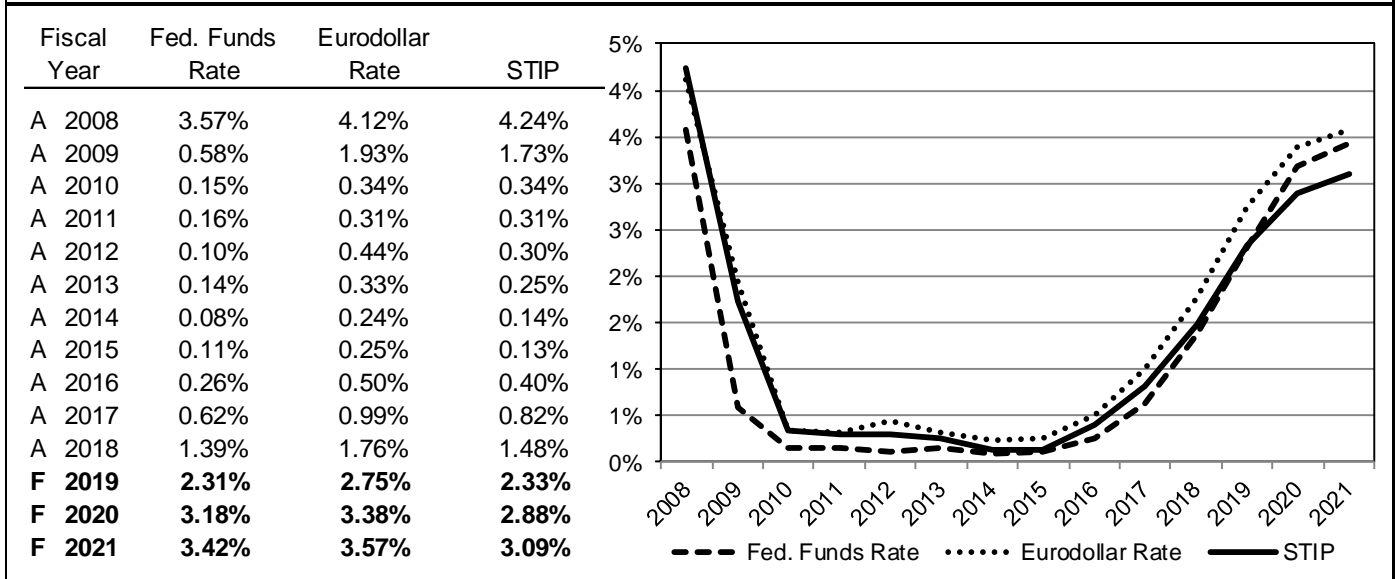 Fiscal Fed. Funds Eurodollar
Year Rate Rate STIP
A 2008 3.57% 4.12% 4.24%
A 2009 0.58% 1.93% 1.73%
A 2010 0.15% 0.34% 0.34%
A 2011 0.16% 0.31% 0.31%
A 2012 0.10% 0.44% 0.30%
A 2013 0.14% 0.33% 0.25%
A 2014 0.08% 0.24% 0.14%
A 2015 0.11% 0.25% 0.13%
A 2016 0.26% 0.50% 0.40%
A 2017 0.62% 0.99% 0.82%
A 2018 1.39% 1.76% 1.48%
F 2019 2.31% 2.75% 2.33%
F 2020 3.18% 3.38% 2.88%
F 2021 3.42% 3.57% 3.09%
5%
4%
4%
3%
3%
2%
2%
1%
1%
0%
2008 2009 2010 2011 2012 2013 2014 2015 2016 2017 2018 2019 2020 2021
Fed. Funds Rate Eurodollar Rate STIP